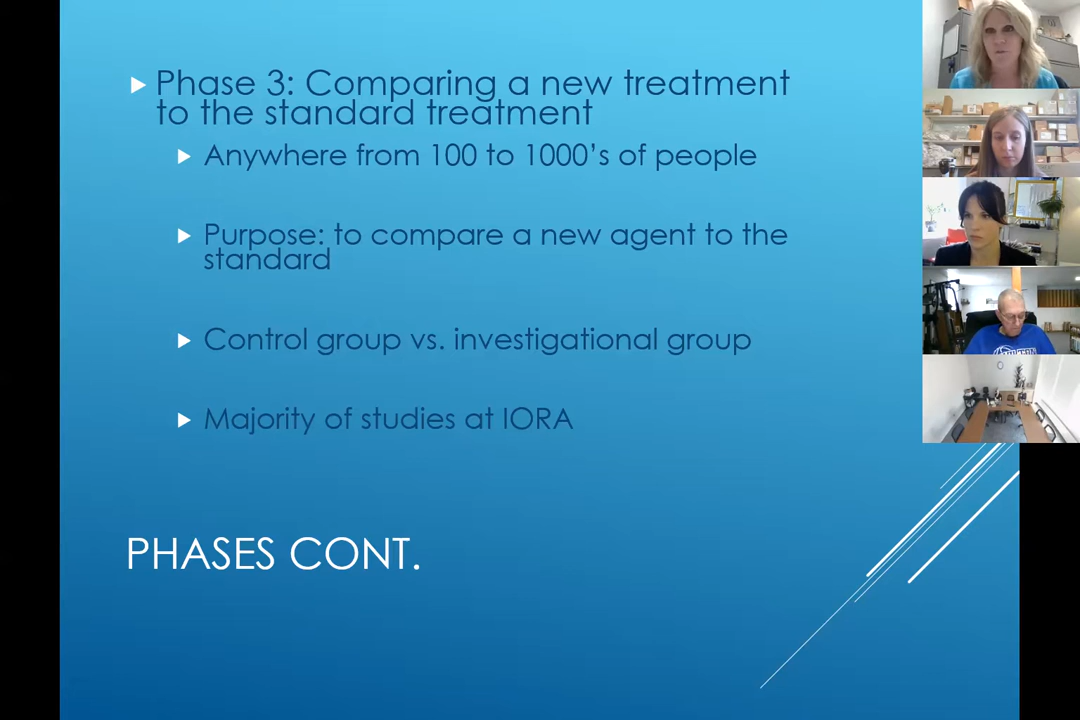 Phase 3: Comparing a new treatment
to the standard treatment
Anywhere from 100 to 1000's of people
Purpose: to compare a new agent to the
standard
Control group vs. investigational group
Majority of studies at IORA
PHASES CONT.